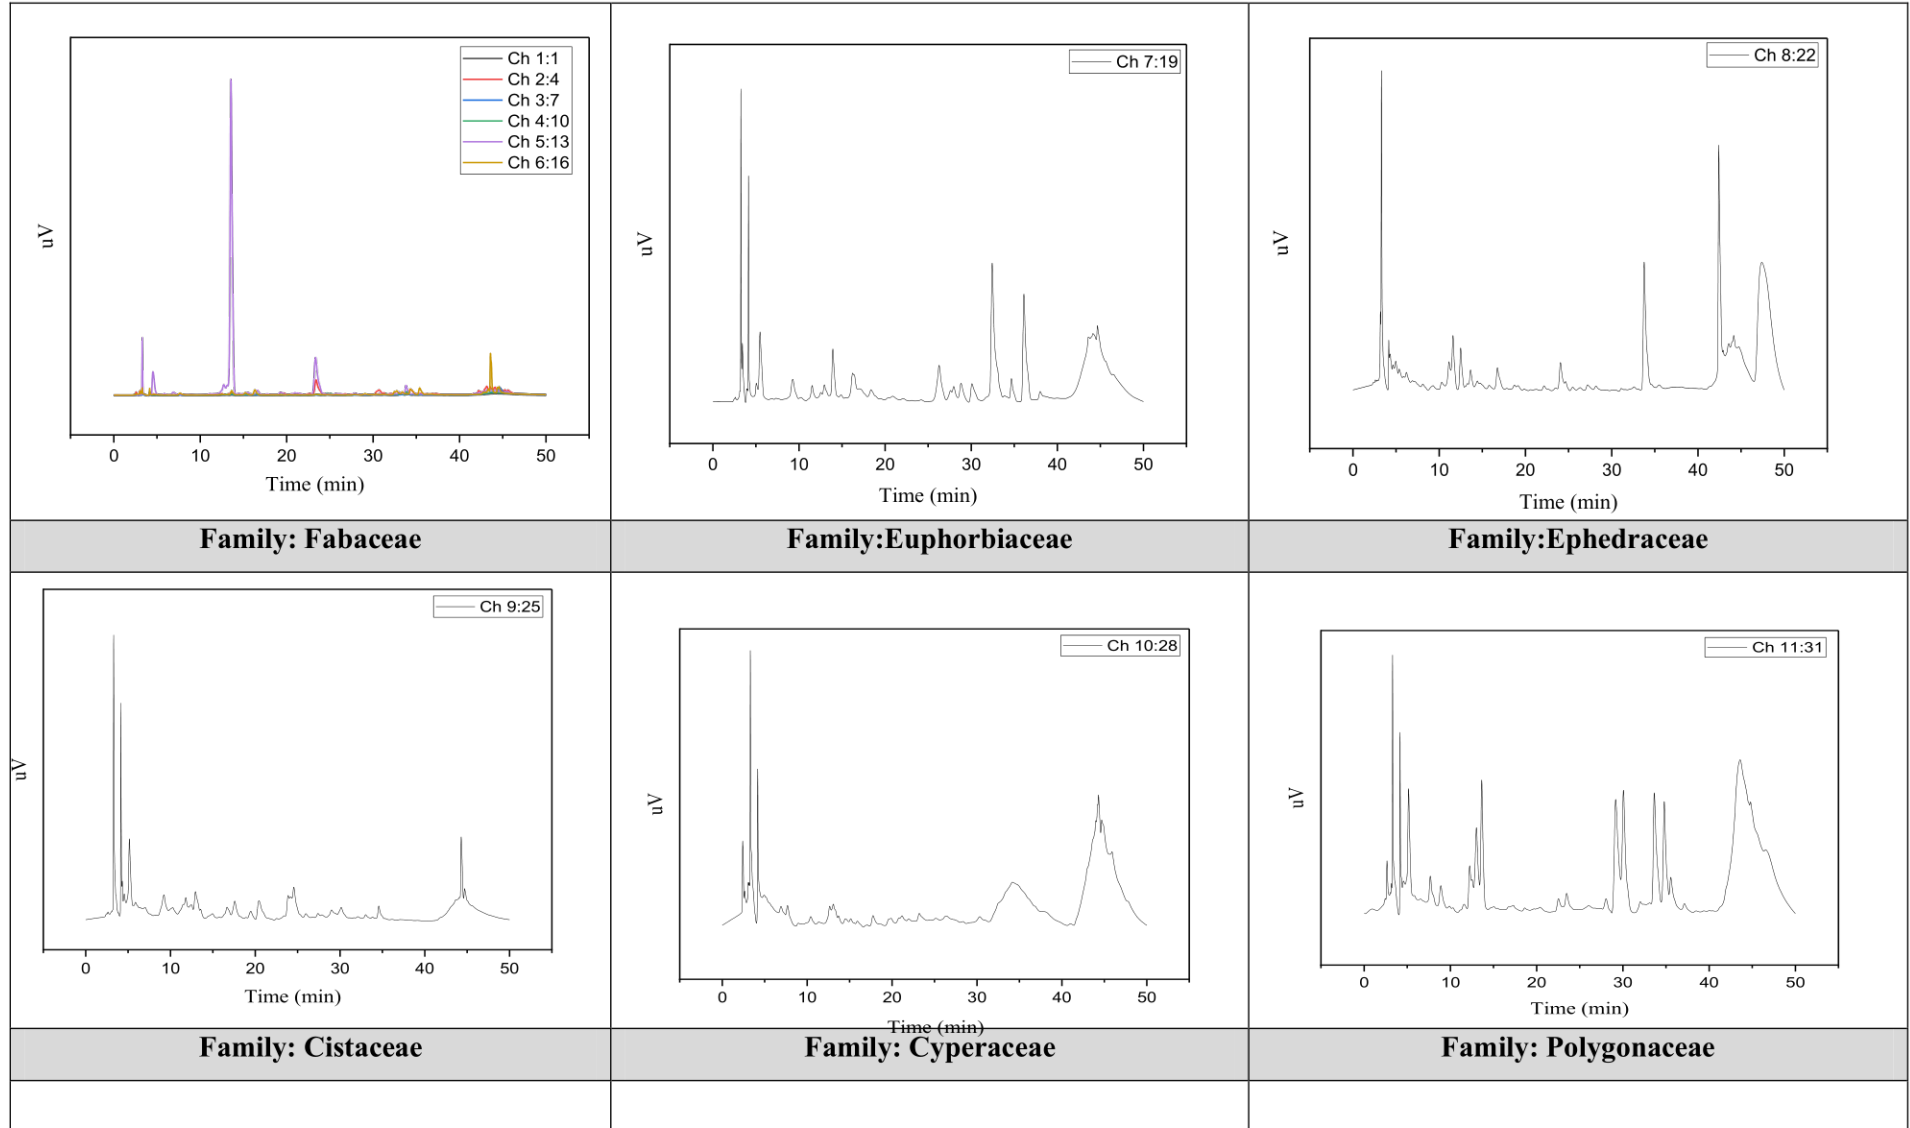 Ch 1:1
Ch 2:4
Ch 3:7
Ch 4:10
Ch 5:13
Ch 6:16
uV
0 10 20 30 40 50
Time (min)
Ch 7:19
uV
0 10 20 30 40 50
Time (min)
Ch 8:22
uV
0 10 20 30 40 50
Time (min)
Family: Fabaceae
Family:Euphorbiaceae
Family:Ephedraceae
Ch 9:25
uV
0 10 20 30 40 50
Time (min)
Ch 10:28
uV
0 10 20 30 40 50
Time (min)
Ch 11:31
uV
0 10 20 30 40 50
Time (min)
Family: Cistaceae
Family: Cyperaceae
Family: Polygonaceae